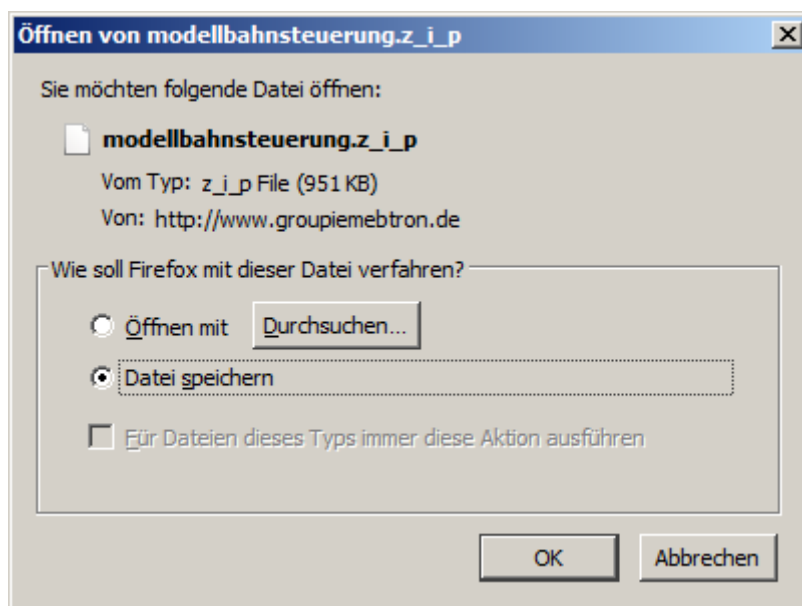 Öffnen von modellbahnsteuerung.z_i_p
Sie möchten folgende Datei öffnen:
modellbahnsteuerung.z_i_p
Vom Typ: z_i_p File (951 KB)
Von: http://www.groupiemebtron.de
Wie soll Firefox mit dieser Datei verfahren?
Öffnen mit Durchsuchen...
Datei speichern
Für Dateien dieses Typs immer diese Aktion ausführen
OK Abbrechen